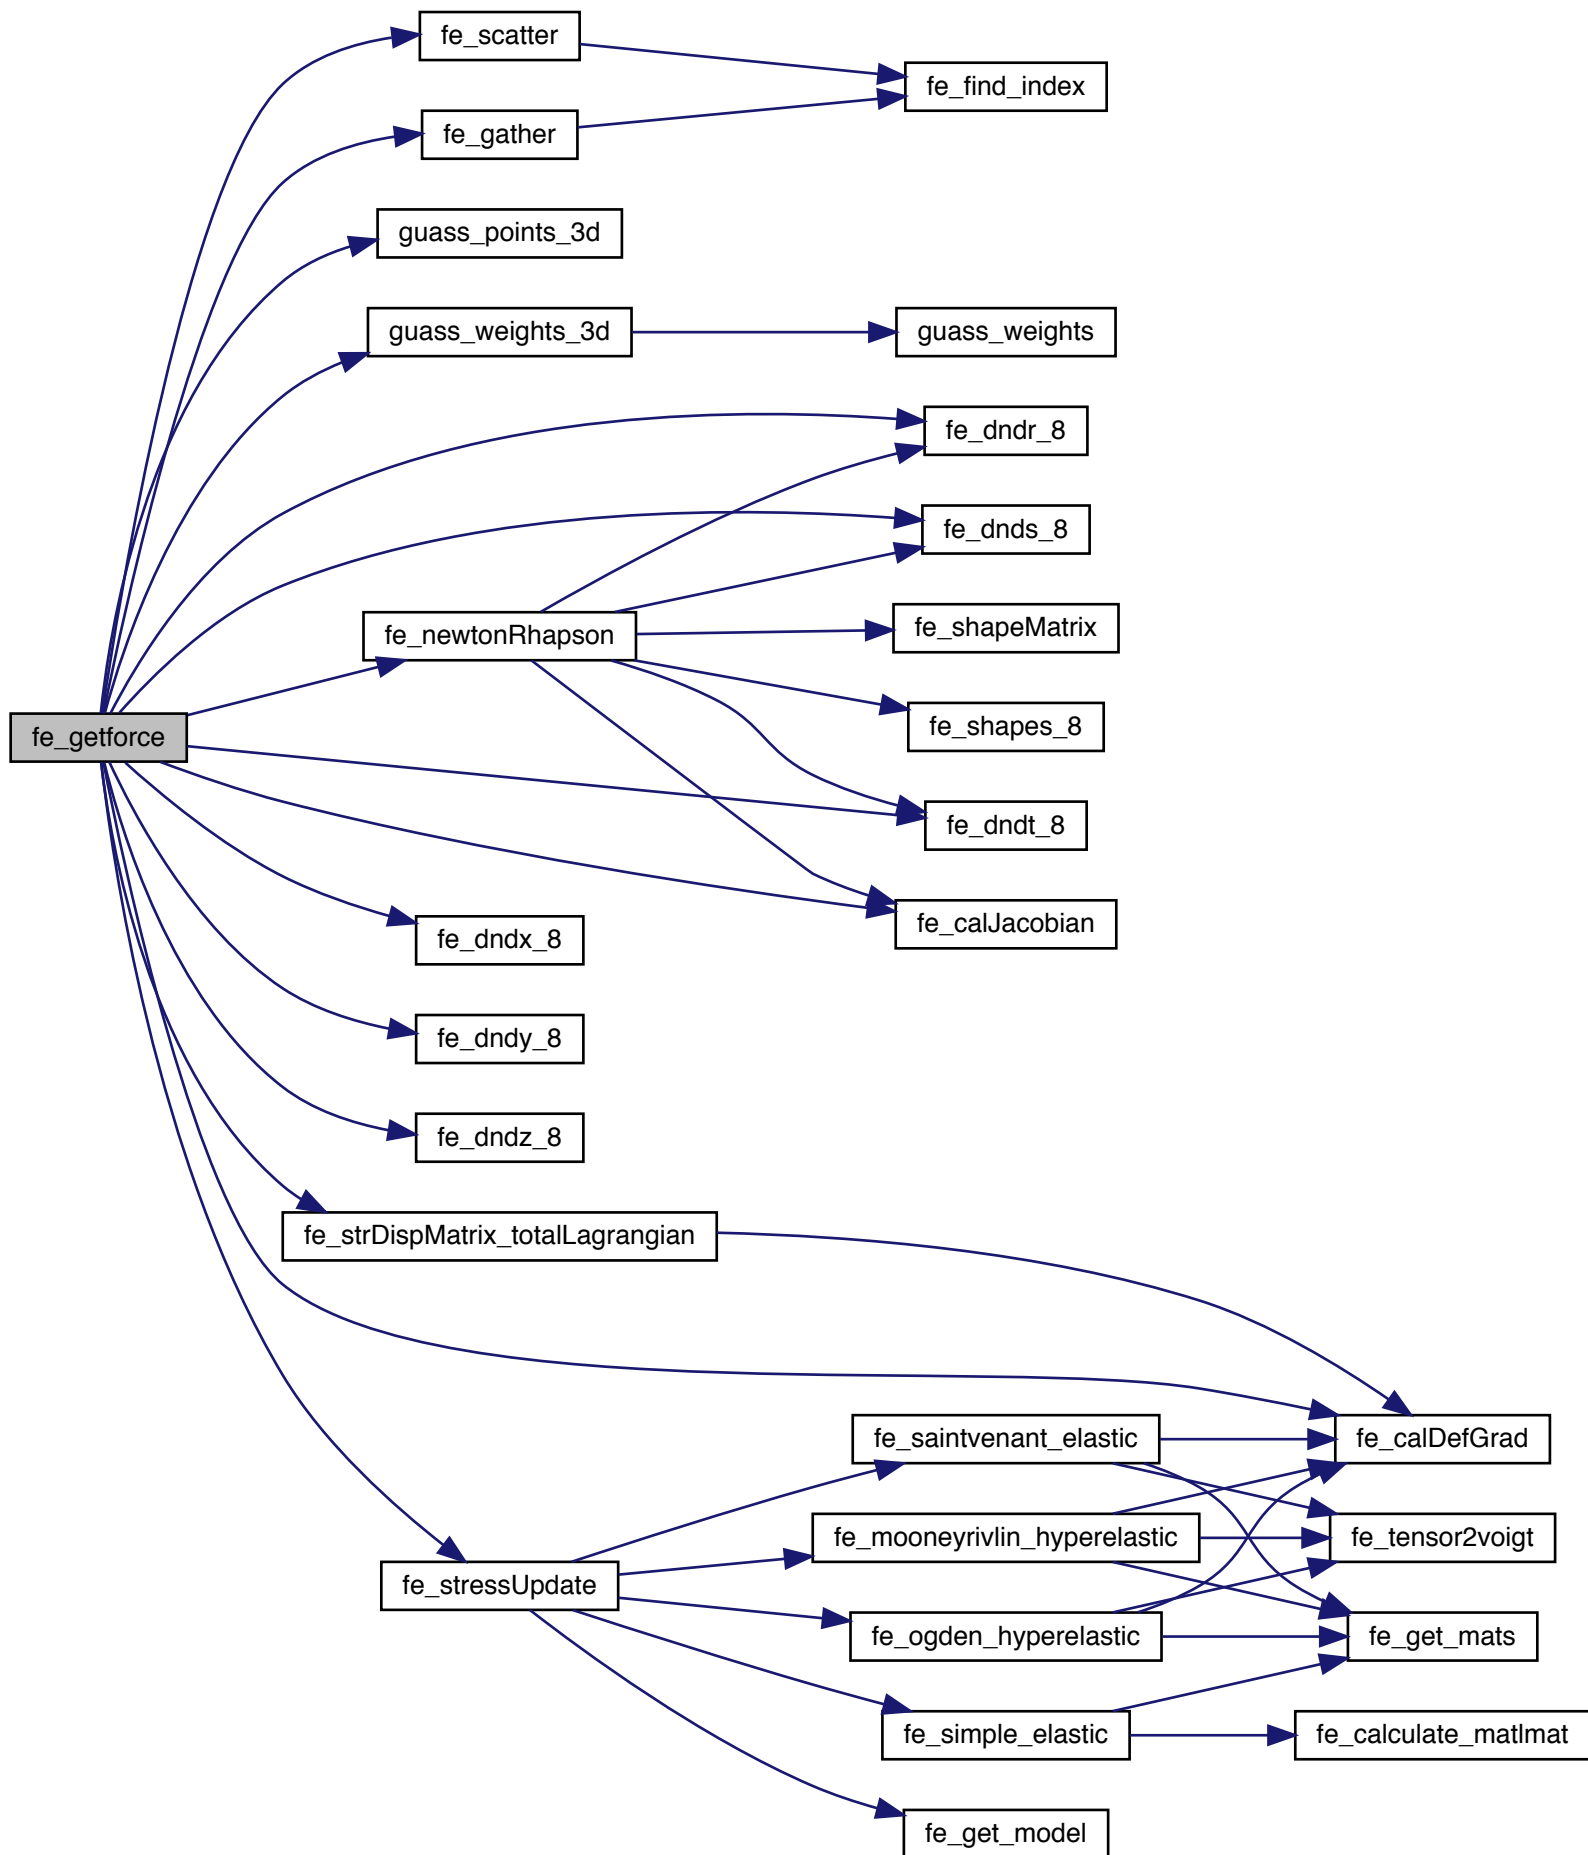 fe_scatter
fe_find_index
fe_gather
guass_points_3d
guass_weights_3d
guass_weights
fe_dndr_8
fe_dnds_8
fe_newtonRhapson
fe_shapeMatrix
fe_shapes_8
fe_getforce
fe_dndt_8
fe_calJacobian
fe_dndx_8
fe_dndy_8
fe_dndz_8
fe_strDispMatrix_totalLagrangian
fe_saintvenant_elastic
fe_calDefGrad
fe_mooneyrivlin_hyperelastic
fe_tensor2voigt
fe_stressUpdate
fe_ogden_hyperelastic
fe_get_mats
fe_simple_elastic
fe_calculate_matlmat
fe_get_model